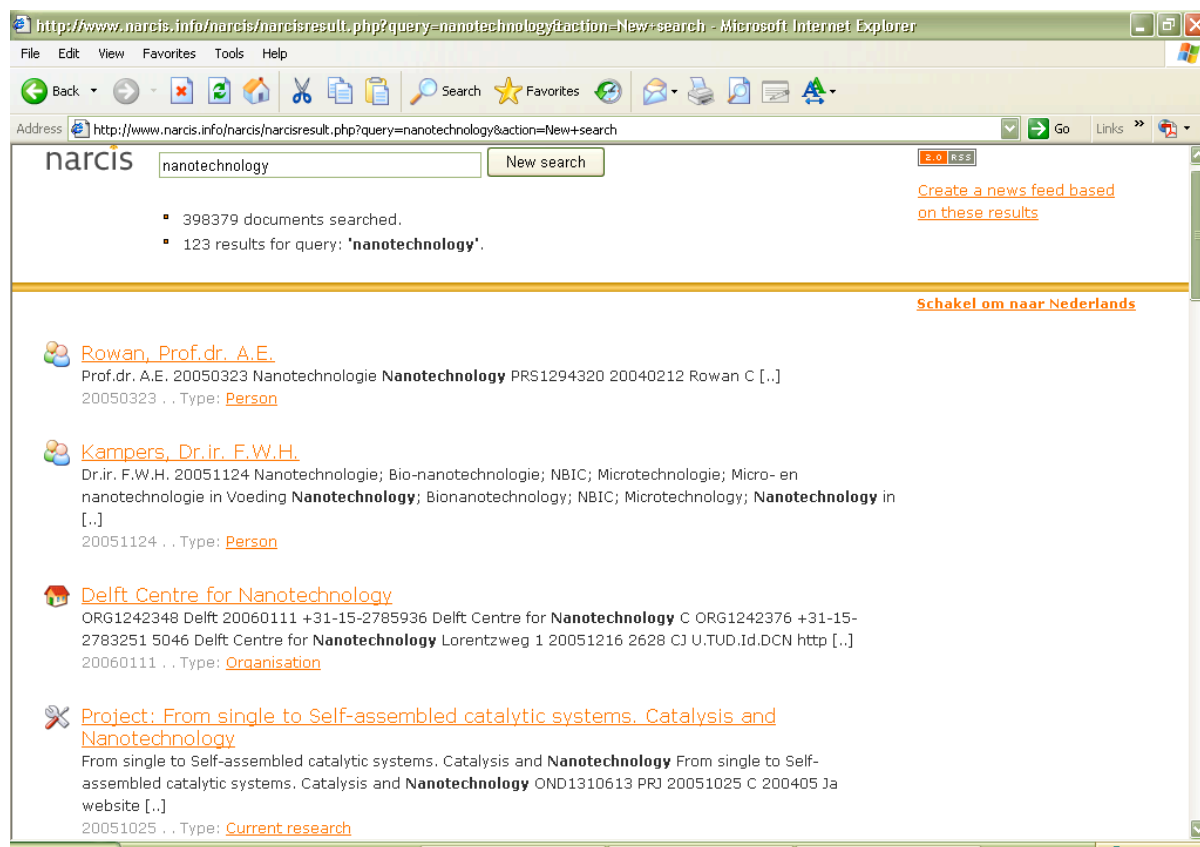 http://www.narcis.info/narcis/narcisresult.php?query=nanotechnology&action=New+search - Microsoft Internet Explorer
File Edit View Favorites Tools Help
Back Search Favorites
Address http://www.narcis.info/narcis/narcisresult.php?query=nanotechnology&action=New+search Go Links »
narcis nanotechnology New search
2.0 RSS
Create a news feed based
on these results
398379 documents searched.
123 results for query: 'nanotechnology'.
Schakel om naar Nederlands
Rowan, Prof.dr. A.E.
Prof.dr. A.E. 20050323 Nanotechnologie Nanotechnology PRS1294320 20040212 Rowan C [..]
20050323 . . Type: Person
Kampers, Dr.ir. F.W.H.
Dr.ir. F.W.H. 20051124 Nanotechnologie; Bio-nanotechnologie; NBIC; Microtechnologie; Micro- en
nanotechnologie in Voeding Nanotechnology; Bionanotechnology; NBIC; Microtechnology; Nanotechnology in
[..]
20051124 . . Type: Person
Delft Centre for Nanotechnology
ORG1242348 Delft 20060111 +31-15-2785936 Delft Centre for Nanotechnology C ORG1242376 +31-15-
2783251 5046 Delft Centre for Nanotechnology Lorentzweg 1 20051216 2628 CJ U.TUD.Id.DCN http [..]
20060111 . . Type: Organisation
Project: From single to Self-assembled catalytic systems. Catalysis and
Nanotechnology
From single to Self-assembled catalytic systems. Catalysis and Nanotechnology From single to Self-
assembled catalytic systems. Catalysis and Nanotechnology OND1310613 PRJ 20051025 C 200405 Ja
website [..]
20051025 . . Type: Current research